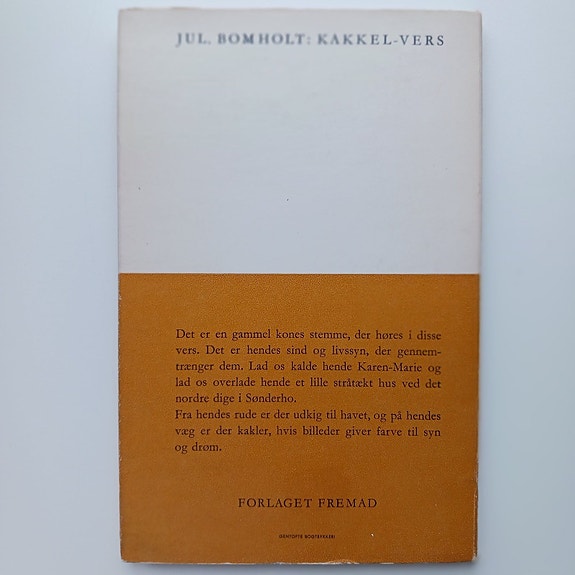 JUL. BOMHOLT: KAKKEL-VERS
Det er en gammel kones stemme, der høres i disse
vers. Det er hendes sind og livssyn, der gennem-
trænger dem. Lad os kalde hende Karen-Marie og
lad os overlade hende et lille stråtækt hus ved det
nordre dige i Sønderho.
Fra hendes rude er der udkig til havet, og på hendes
væg er der kakler, hvis billeder giver farve til syn
og drøm.
FORLAGET FREMAD
GENTOFTE BOGTRYKKERI